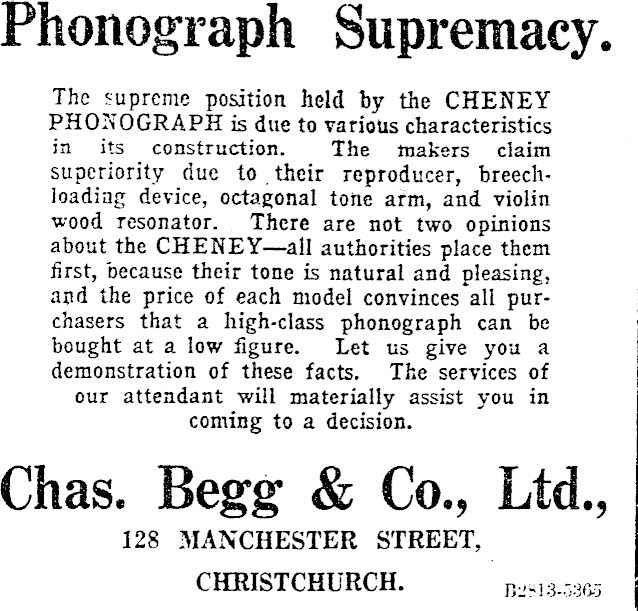 Phonograph Supremacy.
The supreme position held by the CHENEY
PHONOGRAPH is due to various characteristics
in its construction. The makers claim
superiority due to their reproducer, breech-
loading device, octagonal tone arm, and violin
wood resonator. There are not two opinions
about the CHENEY—all authorities place them
first, because their tone is natural and pleasing,
and the price of each model convinces all pur-
chasers that a high-class phonograph can be
bought at a low figure. Let us give you a
demonstration of these facts. The services of
our attendant will materially assist you in
coming to a decision.
Chas. Begg & Co., Ltd.,
128 MANCHESTER STREET,
CHRISTCHURCH.
B2813-5365